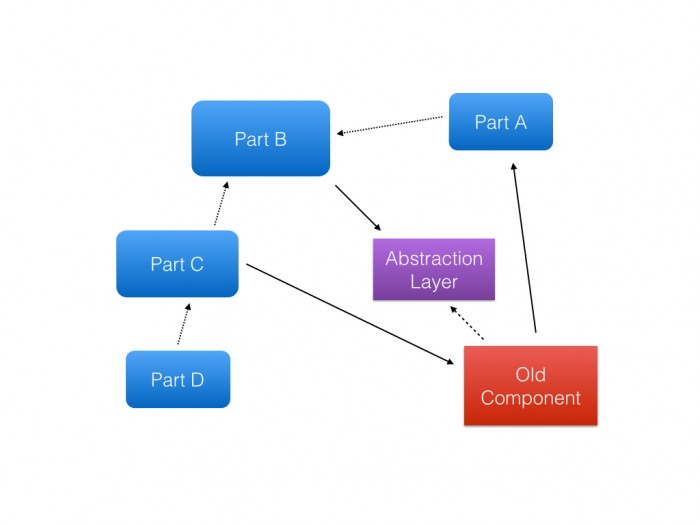 Part A
Part B
Abstraction
Layer
Part C
Old
Component
Part D